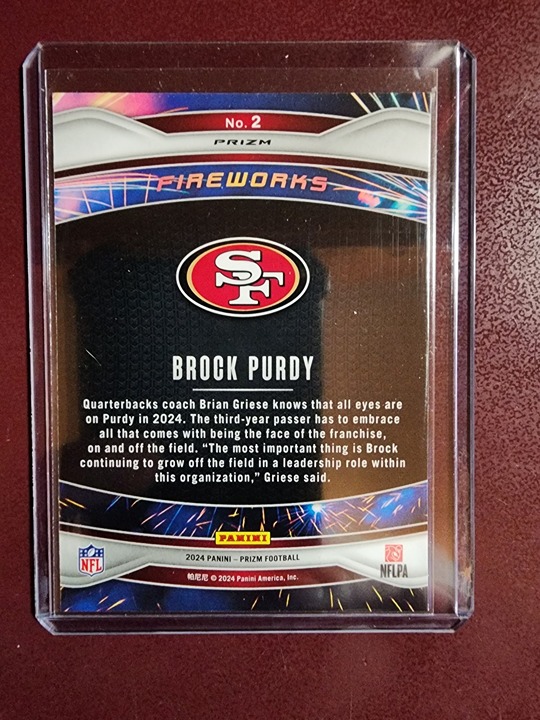 No. 2
PRIZM
FIREWORKS
SF
BROCK PURDY
Quarterbacks coach Brian Griese knows that all eyes are
on Purdy in 2024. The third-year passer has to embrace
all that comes with being the face of the franchise,
on and off the field. “The most important thing is Brock
continuing to grow off the field in a leadership role within
this organization,” Griese said.
PANINI
2024 PANINI – PRIZM FOOTBALL
帕尼尼 © 2024 Panini America, Inc.
NFL
NFLPA